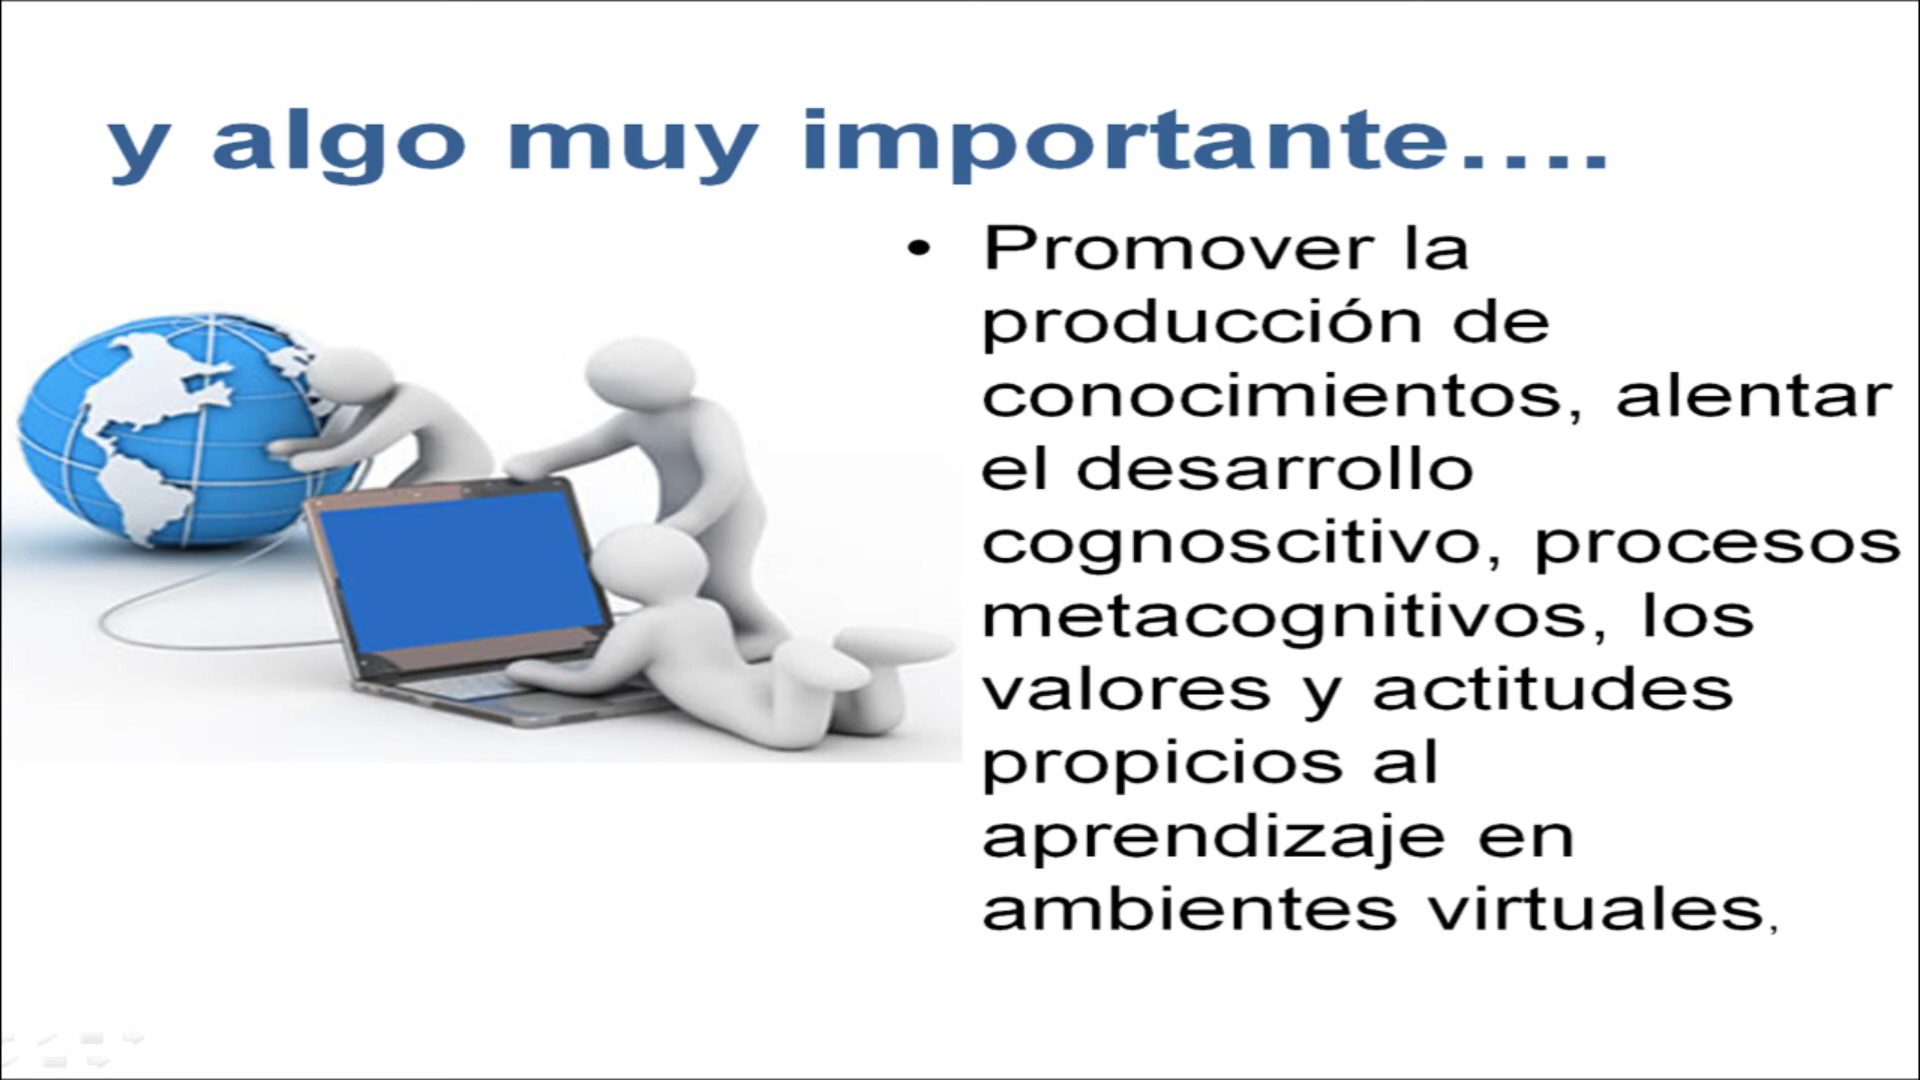 y algo muy importante....
• Promover la
producción de
conocimientos, alentar
el desarrollo
cognoscitivo, procesos
metacognitivos, los
valores y actitudes
propicios al
aprendizaje en
ambientes virtuales,